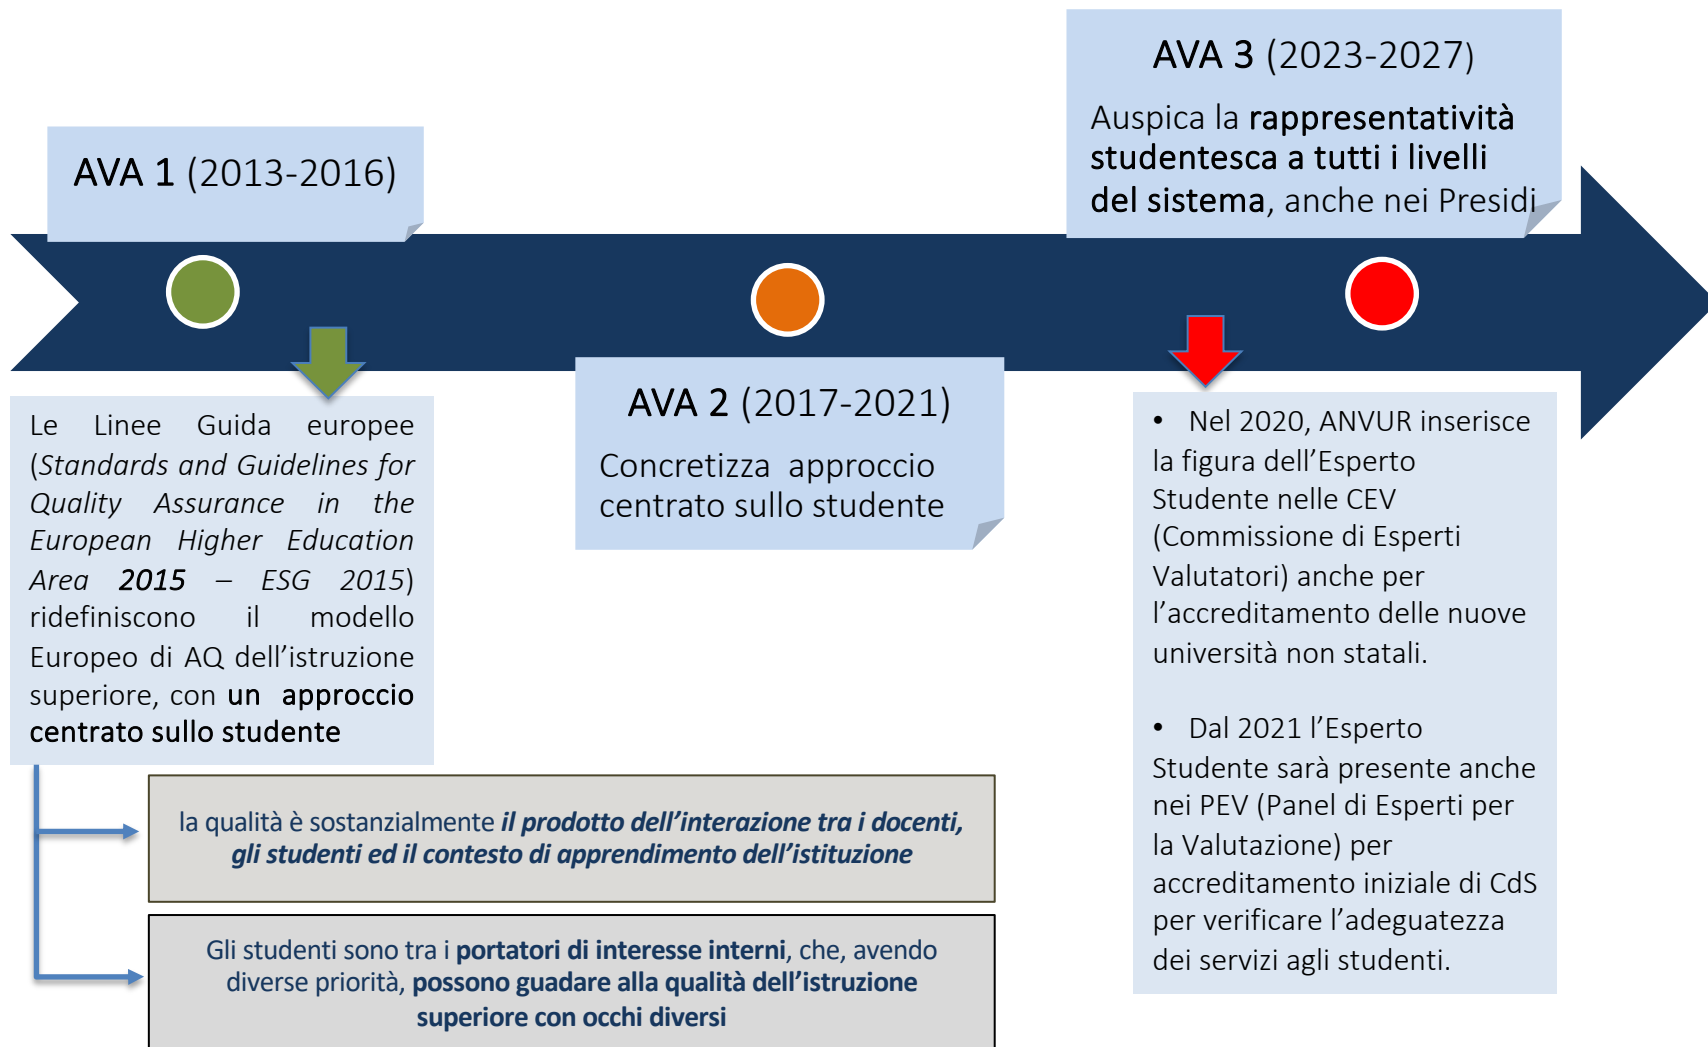 AVA 1 (2013-2016)
Le Linee Guida europee
(Standards and Guidelines for
Quality Assurance in the
European Higher Education
Area 2015 – ESG 2015)
ridefiniscono il modello
Europeo di AQ dell’istruzione
superiore, con un approccio
centrato sullo studente
la qualità è sostanzialmente il prodotto dell’interazione tra i docenti,
gli studenti ed il contesto di apprendimento dell’istituzione
Gli studenti sono tra i portatori di interesse interni, che, avendo
diverse priorità, possono guadare alla qualità dell’istruzione
superiore con occhi diversi
AVA 2 (2017-2021)
Concretizza approccio
centrato sullo studente
AVA 3 (2023-2027)
Auspica la rappresentatività
studentesca a tutti i livelli
del sistema, anche nei Presidi
• Nel 2020, ANVUR inserisce
la figura dell’Esperto
Studente nelle CEV
(Commissione di Esperti
Valutatori) anche per
l’accreditamento delle nuove
università non statali.
• Dal 2021 l’Esperto
Studente sarà presente anche
nei PEV (Panel di Esperti per
la Valutazione) per
accreditamento iniziale di CdS
per verificare l’adeguatezza
dei servizi agli studenti.